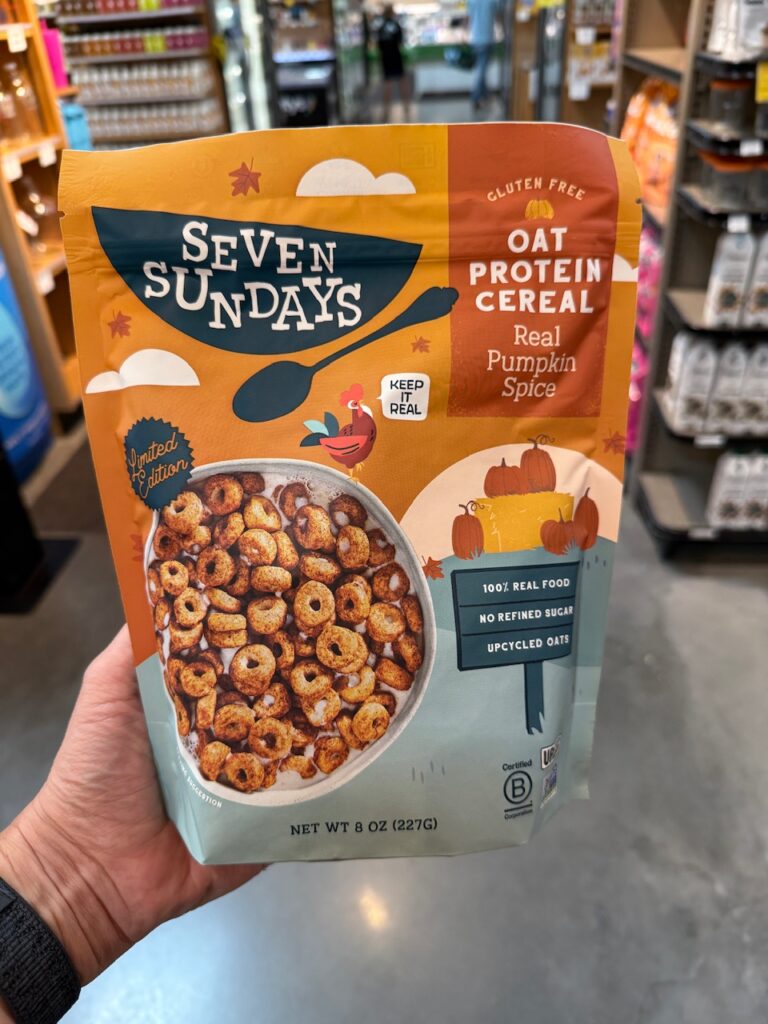 SEVEN
SUNDAYS
GLUTEN FREE
OAT
PROTEIN
CEREAL
Real
Pumpkin
Spice
KEEP
IT
REAL
Limited
Edition
100% REAL FOOD
NO REFINED SUGAR
UPCYCLED OATS
SUGGESTION
Certified
B
Corporation
NET WT 8 OZ (227G)